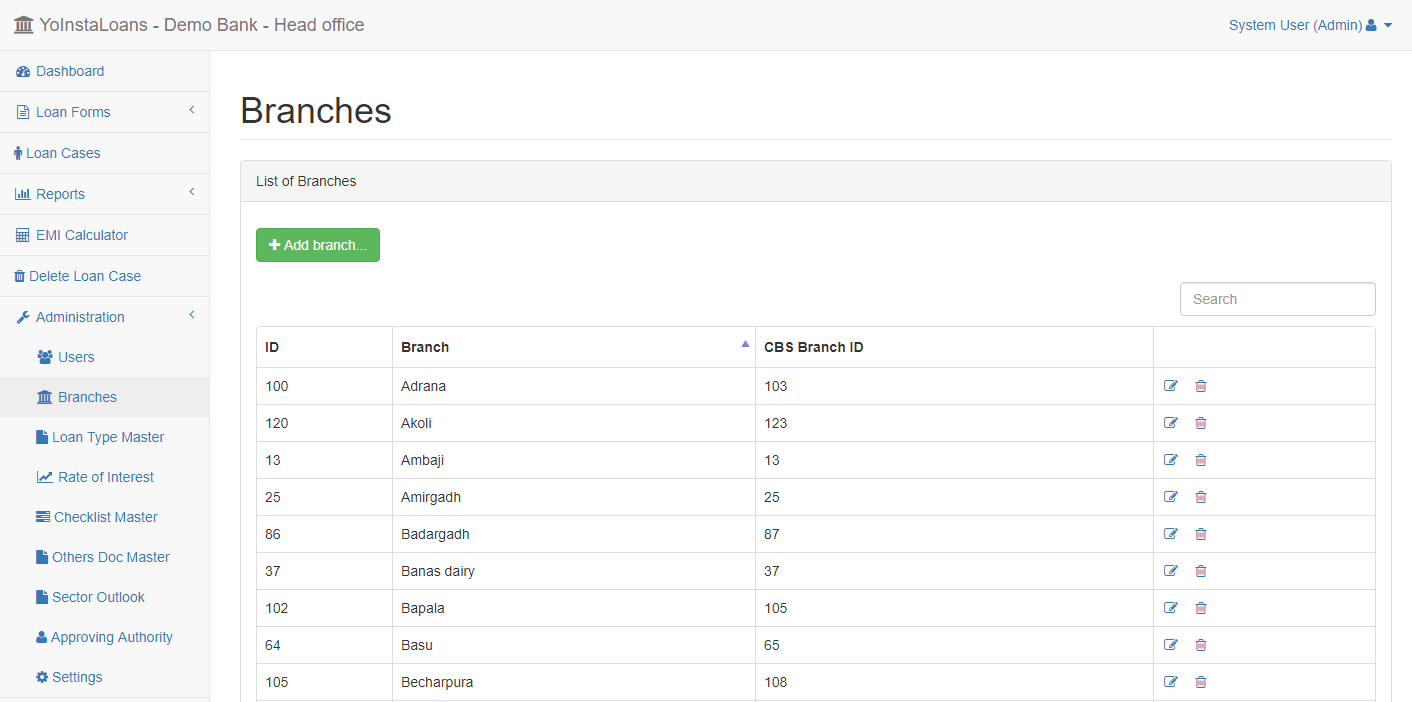 YoInstaLoans - Demo Bank - Head office
System User (Admin)
Dashboard
Loan Forms
Loan Cases
Reports
EMI Calculator
Delete Loan Case
Administration
Users
Branches
Loan Type Master
Rate of Interest
Checklist Master
Others Doc Master
Sector Outlook
Approving Authority
Settings
Branches
List of Branches
Add branch...
Search
ID Branch CBS Branch ID
100 Adrana 103
120 Akoli 123
13 Ambaji 13
25 Amirgadh 25
86 Badargadh 87
37 Banas dairy 37
102 Bapala 105
64 Basu 65
105 Becharpura 108